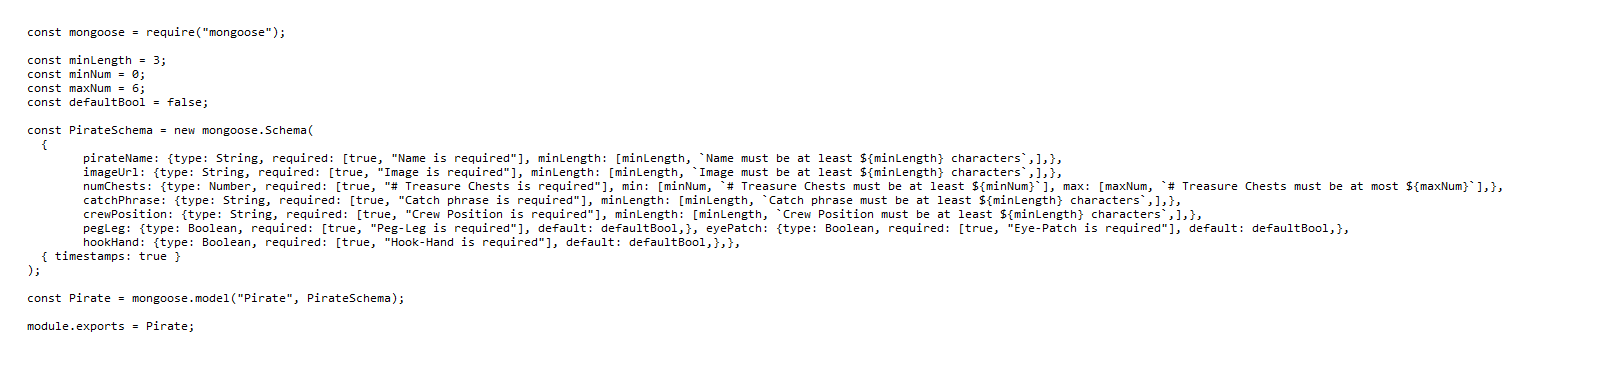 const mongoose = require("mongoose");

const minLength = 3;
const minNum = 0;
const maxNum = 6;
const defaultBool = false;

const PirateSchema = new mongoose.Schema(
  {
        pirateName: {type: String, required: [true, "Name is required"], minLength: [minLength, `Name must be at least ${minLength} characters`,],},
        imageUrl: {type: String, required: [true, "Image is required"], minLength: [minLength, `Image must be at least ${minLength} characters`,],},
        numChests: {type: Number, required: [true, "# Treasure Chests is required"], min: [minNum, `# Treasure Chests must be at least ${minNum}`], max: [maxNum, `# Treasure Chests must be at most ${maxNum}`],},
        catchPhrase: {type: String, required: [true, "Catch phrase is required"], minLength: [minLength, `Catch phrase must be at least ${minLength} characters`,],},
        crewPosition: {type: String, required: [true, "Crew Position is required"], minLength: [minLength, `Crew Position must be at least ${minLength} characters`,],},
        pegLeg: {type: Boolean, required: [true, "Peg-Leg is required"], default: defaultBool,}, eyePatch: {type: Boolean, required: [true, "Eye-Patch is required"], default: defaultBool,},
        hookHand: {type: Boolean, required: [true, "Hook-Hand is required"], default: defaultBool,},},
  { timestamps: true }
);

const Pirate = mongoose.model("Pirate", PirateSchema);

module.exports = Pirate;